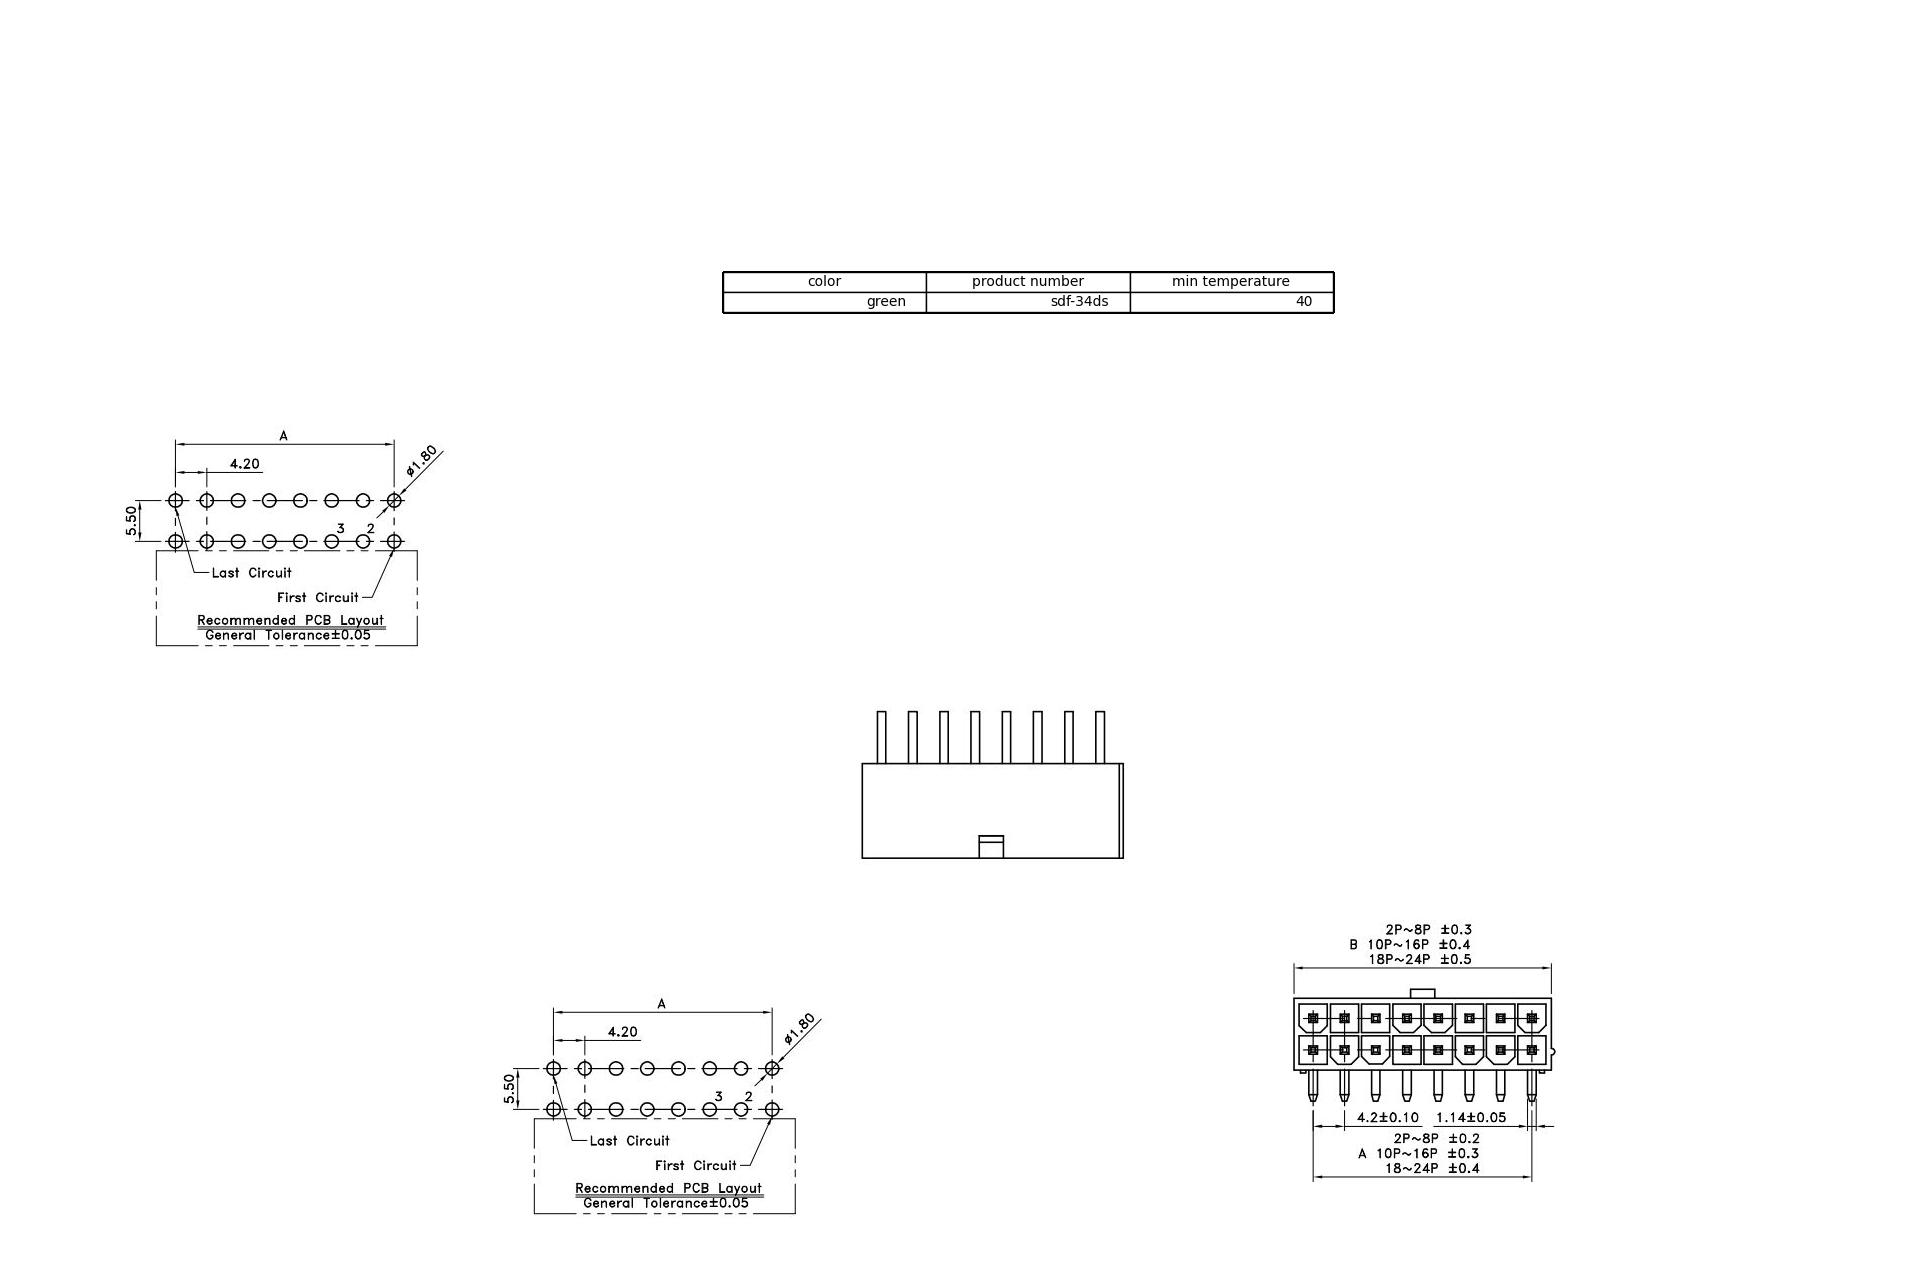 color product number min temperature
green sdf-34ds 40
A
4.20
ø1.80
5.50
3 2
Last Circuit
First Circuit
Recommended PCB Layout
General Tolerance±0.05
A
4.20
ø1.80
5.50
3 2
Last Circuit
First Circuit
Recommended PCB Layout
General Tolerance±0.05
2P~8P ±0.3
B 10P~16P ±0.4
18P~24P ±0.5
4.2±0.10 1.14±0.05
2P~8P ±0.2
A 10P~16P ±0.3
18~24P ±0.4